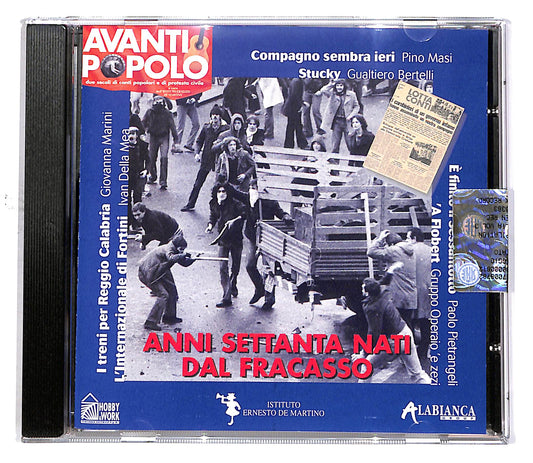 AVANTI
POPOLO
due secoli di canti popolari e di protesta civile
Compagno sembra ieri Pino Masi
Stucky Gualtiero Bertelli
I treni per Reggio Calabria Giovanna Marini
L'Internazionale di Fortini Ivan Della Mea
Paolo Pietrangeli
'A Flobert Gruppo Operaio 'e zezi
LOTTA
CONTINUA
ANNI SETTANTA NATI
DAL FRACASSO
HOBBY
& WORK
ISTITUTO
ERNESTO DE MARTINO
ALABIANCA
GROUP